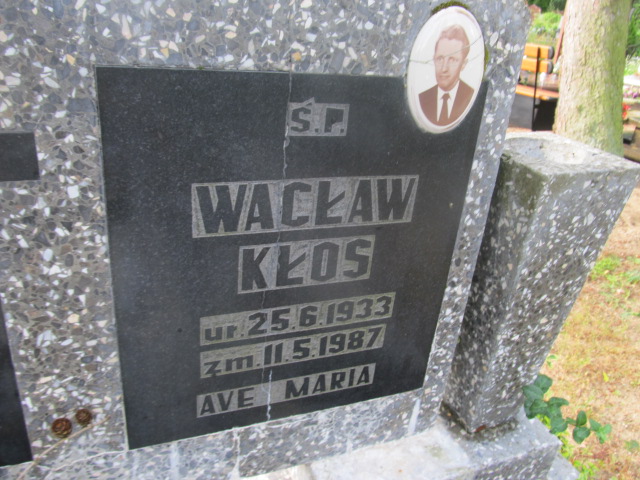 Ś.P.
WACŁAW
KŁOS
ur. 25.6.1933
zm. 11.5.1987
AVE MARIA